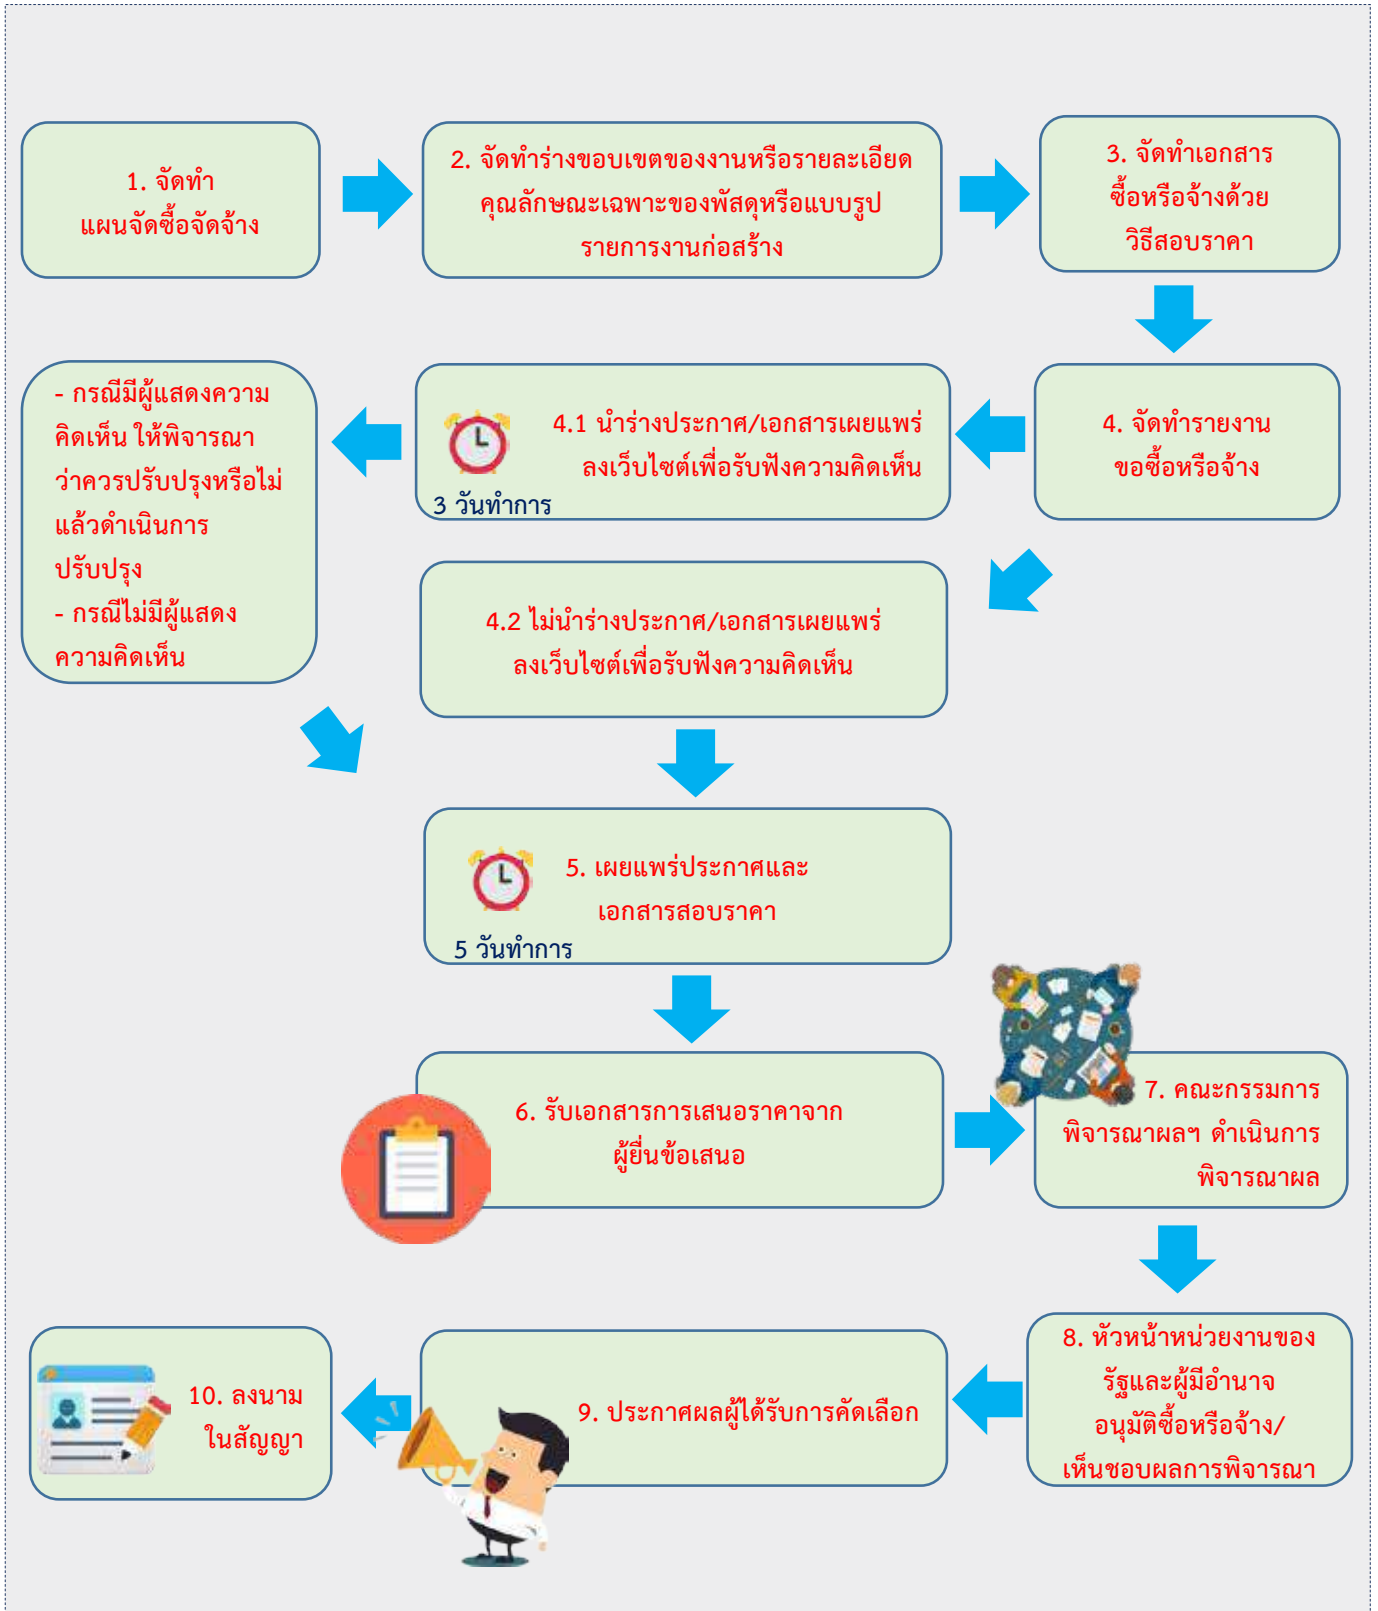 1. จัดทำ
แผนจัดซื้อจัดจ้าง
2. จัดทำร่างขอบเขตของงานหรือรายละเอียด
คุณลักษณะเฉพาะของพัสดุหรือแบบรูป
รายการงานก่อสร้าง
3. จัดทำเอกสาร
ซื้อหรือจ้างด้วย
วิธีสอบราคา
4. จัดทำรายงาน
ขอซื้อหรือจ้าง
4.1 นำร่างประกาศ/เอกสารเผยแพร่
ลงเว็บไซต์เพื่อรับฟังความคิดเห็น
3 วันทำการ
- กรณีมีผู้แสดงความ
คิดเห็น ให้พิจารณา
ว่าควรปรับปรุงหรือไม่
แล้วดำเนินการ
ปรับปรุง
- กรณีไม่มีผู้แสดง
ความคิดเห็น
4.2 ไม่นำร่างประกาศ/เอกสารเผยแพร่
ลงเว็บไซต์เพื่อรับฟังความคิดเห็น
5. เผยแพร่ประกาศและ
เอกสารสอบราคา
5 วันทำการ
6. รับเอกสารการเสนอราคาจาก
ผู้ยื่นข้อเสนอ
7. คณะกรรมการ
พิจารณาผลฯ ดำเนินการ
พิจารณาผล
8. หัวหน้าหน่วยงานของ
รัฐและผู้มีอำนาจ
อนุมัติซื้อหรือจ้าง/
เห็นชอบผลการพิจารณา
9. ประกาศผลผู้ได้รับการคัดเลือก
10. ลงนาม
ในสัญญา